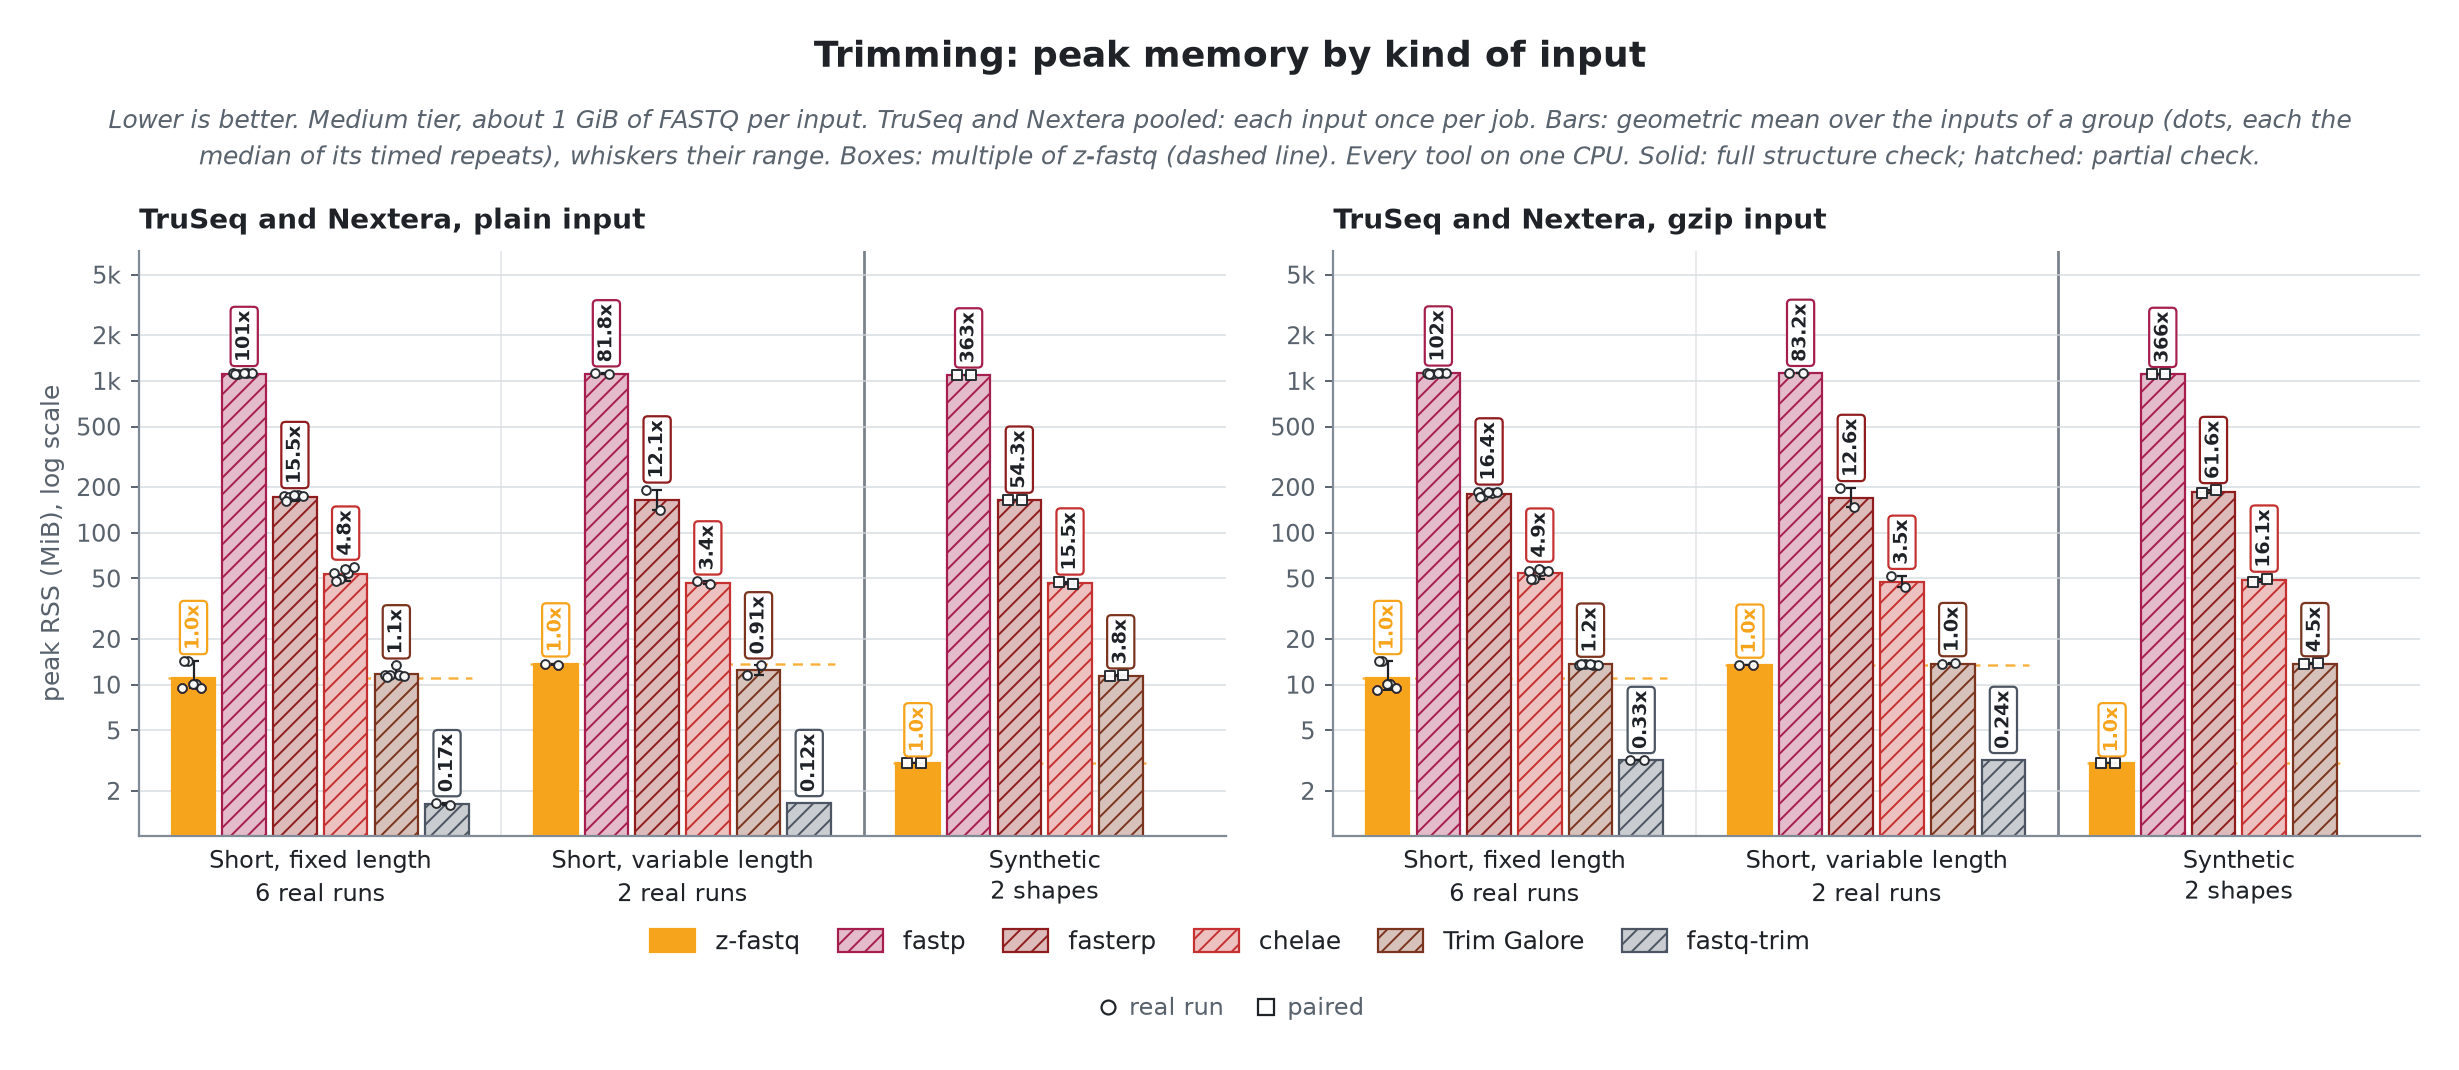 Trimming: peak memory by kind of input
Lower is better. Medium tier, about 1 GiB of FASTQ per input. TruSeq and Nextera pooled: each input once per job. Bars: geometric mean over the inputs of a group (dots, each the
median of its timed repeats), whiskers their range. Boxes: multiple of z-fastq (dashed line). Every tool on one CPU. Solid: full structure check; hatched: partial check.
TruSeq and Nextera, plain input
peak RSS (MiB), log scale
5k
2k
1k
500
200
100
50
20
10
5
2
1.0x
101x
15.5x
4.8x
1.1x
0.17x
1.0x
81.8x
12.1x
3.4x
0.91x
0.12x
1.0x
363x
54.3x
15.5x
3.8x
Short, fixed length
6 real runs
Short, variable length
2 real runs
Synthetic
2 shapes
TruSeq and Nextera, gzip input
5k
2k
1k
500
200
100
50
20
10
5
2
1.0x
102x
16.4x
4.9x
1.2x
0.33x
1.0x
83.2x
12.6x
3.5x
1.0x
0.24x
1.0x
366x
61.6x
16.1x
4.5x
Short, fixed length
6 real runs
Short, variable length
2 real runs
Synthetic
2 shapes
z-fastq
fastp
fasterp
chelae
Trim Galore
fastq-trim
real run
paired